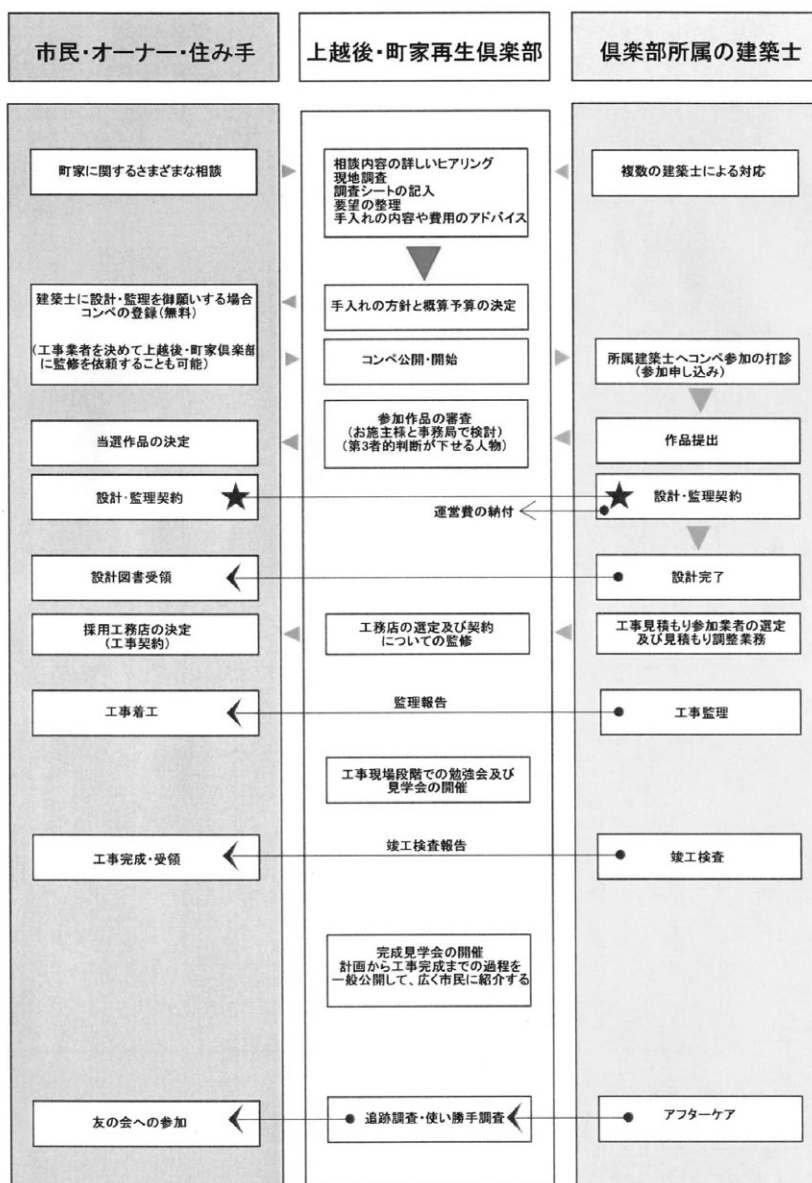 市民・オーナー・住み手
上越後・町家再生倶楽部
倶楽部所属の建築士
町家に関するさまざまな相談
相談内容の詳しいヒアリング
現地調査
調査シートの記入
要望の整理
手入れの内容や費用のアドバイス
複数の建築士による対応
建築士に設計・監理を御願いする場合
コンペの登録(無料)
(工事業者を決めて上越後・町家倶楽部
に監修を依頼することも可能)
手入れの方針と概算予算の決定
コンペ公開・開始
所属建築士へコンペ参加の打診
(参加申し込み)
当選作品の決定
参加作品の審査
(お施主様と事務局で検討)
(第3者的判断が下せる人物)
作品提出
設計・監理契約
運営費の納付
設計・監理契約
設計図書受領
設計完了
採用工務店の決定
(工事契約)
工務店の選定及び契約
についての監修
工事見積もり参加業者の選定
及び見積もり調整業務
工事着工
監理報告
工事監理
工事現場段階での勉強会及び
見学会の開催
工事完成・受領
竣工検査報告
竣工検査
完成見学会の開催
計画から工事完成までの過程を
一般公開して、広く市民に紹介する
友の会への参加
追跡調査・使い勝手調査
アフターケア